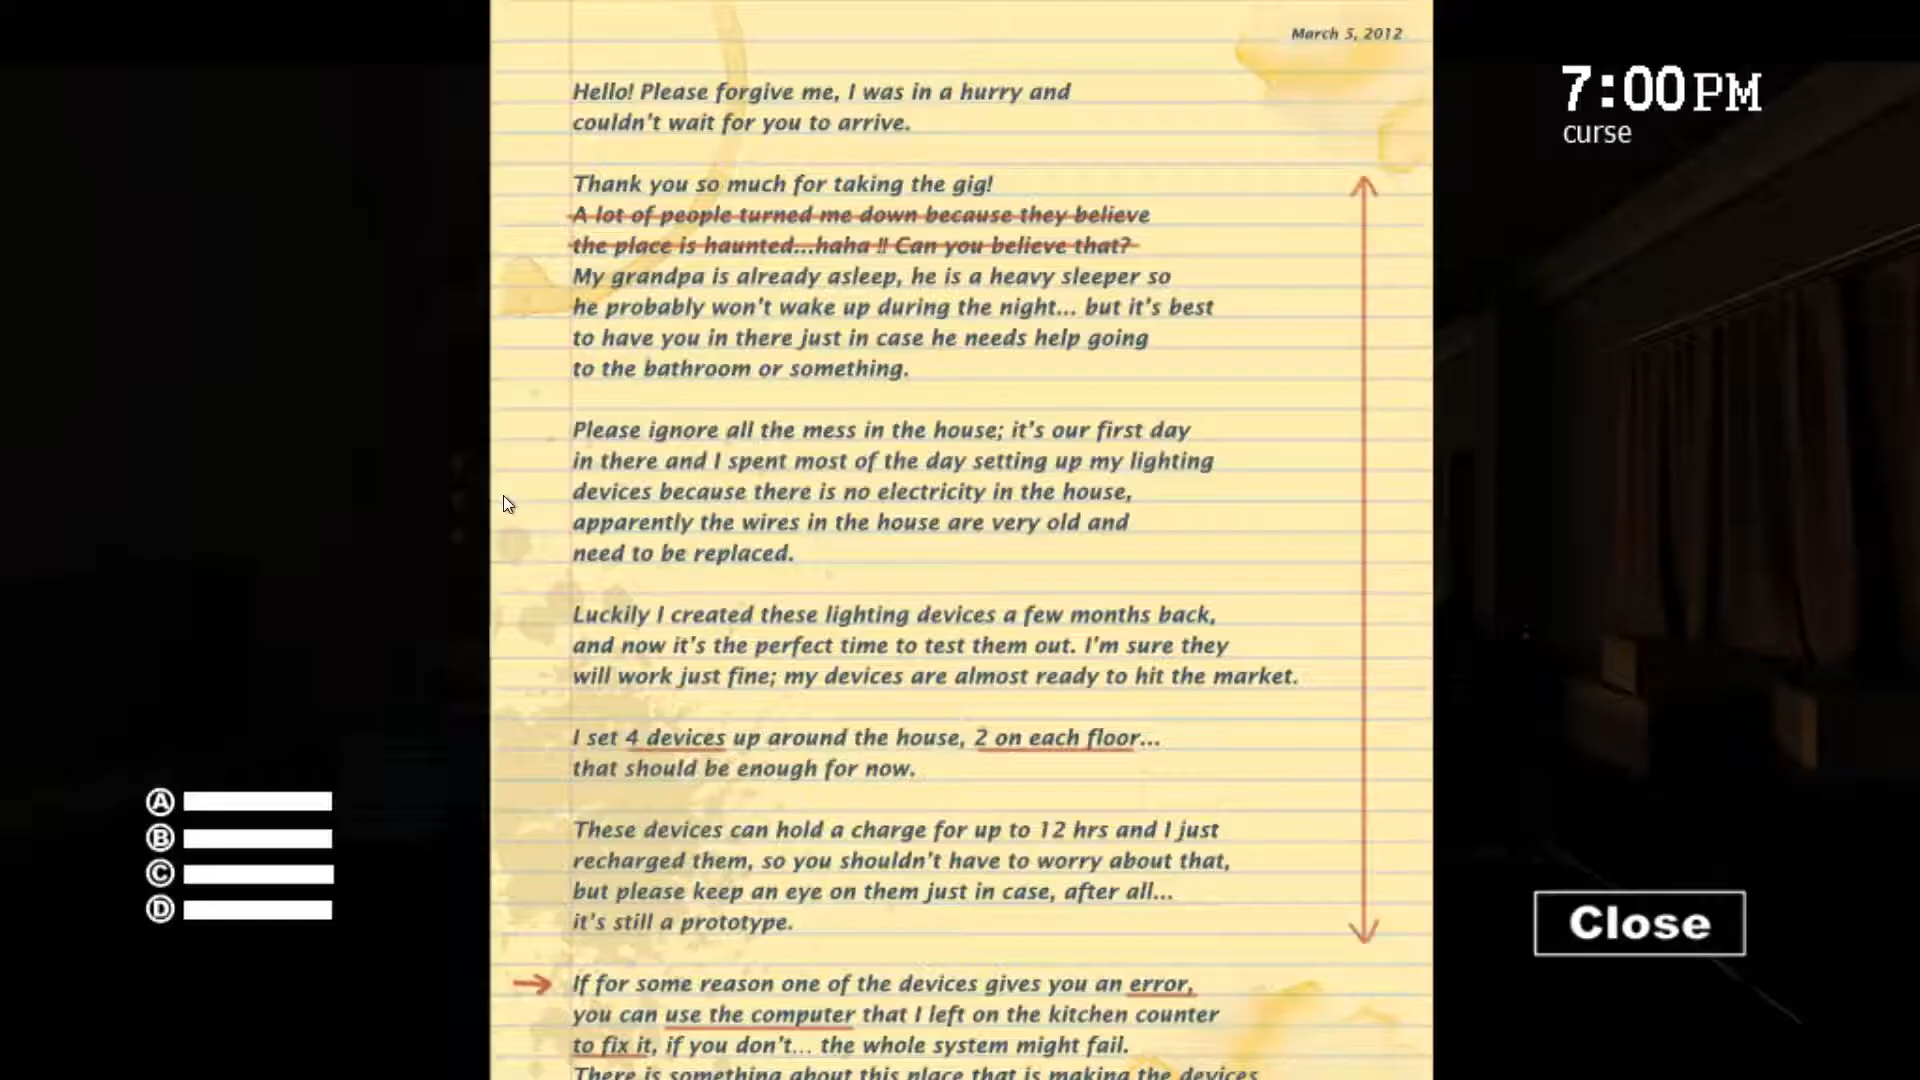 March 5, 2012
Hello! Please forgive me, I was in a hurry and
couldn't wait for you to arrive.
Thank you so much for taking the gig!
A lot of people turned me down because they believe
the place is haunted...haha !! Can you believe that?
My grandpa is already asleep, he is a heavy sleeper so
he probably won't wake up during the night... but it's best
to have you in there just in case he needs help going
to the bathroom or something.
Please ignore all the mess in the house; it's our first day
in there and I spent most of the day setting up my lighting
devices because there is no electricity in the house,
apparently the wires in the house are very old and
need to be replaced.
Luckily I created these lighting devices a few months back,
and now it's the perfect time to test them out. I'm sure they
will work just fine; my devices are almost ready to hit the market.
I set 4 devices up around the house, 2 on each floor...
that should be enough for now.
These devices can hold a charge for up to 12 hrs and I just
recharged them, so you shouldn't have to worry about that,
but please keep an eye on them just in case, after all...
it's still a prototype.
If for some reason one of the devices gives you an error,
you can use the computer that I left on the kitchen counter
to fix it, if you don't... the whole system might fail.
There is something about this place that is making the devices
7:00 PM
curse
A
B
C
D
Close